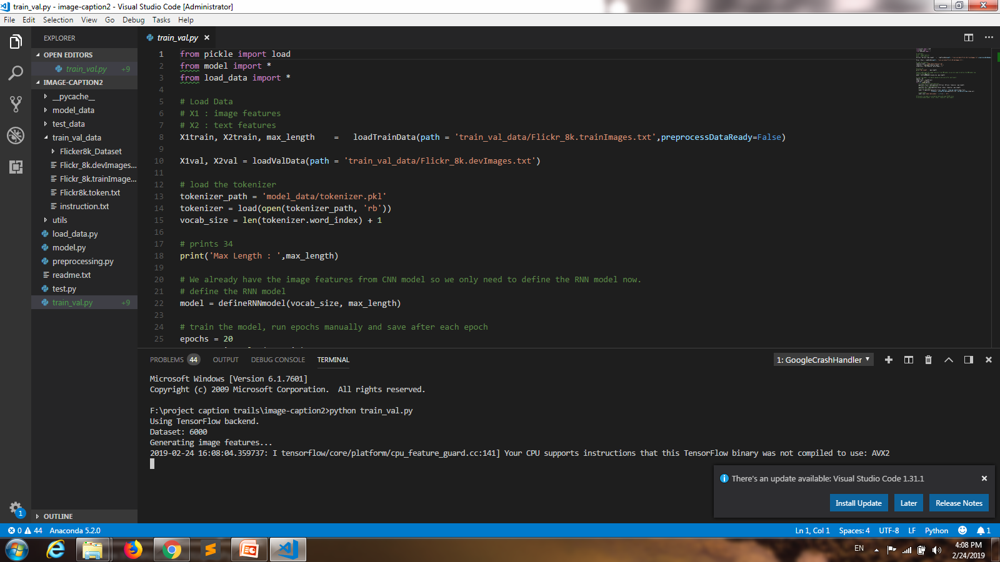 train_val.py - image-caption2 - Visual Studio Code [Administrator]
File Edit Selection View Go Debug Tasks Help
EXPLORER
OPEN EDITORS
train_val.py +9
IMAGE-CAPTION2
__pycache__
model_data
test_data
train_val_data
Flicker8k_Dataset
Flickr_8k.devImages...
Flickr_8k.trainImage...
Flickr8k.token.txt
instruction.txt
utils
load_data.py
model.py
preprocessing.py
readme.txt
test.py
train_val.py +9
OUTLINE
train_val.py
1 from pickle import load
2 from model import *
3 from load_data import *
4
5 # Load Data
6 # X1 : image features
7 # X2 : text features
8 X1train, X2train, max_length    =   loadTrainData(path = 'train_val_data/Flickr_8k.trainImages.txt',preprocessDataReady=False)
9
10 X1val, X2val = loadValData(path = 'train_val_data/Flickr_8k.devImages.txt')
11
12 # load the tokenizer
13 tokenizer_path = 'model_data/tokenizer.pkl'
14 tokenizer = load(open(tokenizer_path, 'rb'))
15 vocab_size = len(tokenizer.word_index) + 1
16
17 # prints 34
18 print('Max Length : ',max_length)
19
20 # We already have the image features from CNN model so we only need to define the RNN model now.
21 # define the RNN model
22 model = defineRNNmodel(vocab_size, max_length)
23
24 # train the model, run epochs manually and save after each epoch
25 epochs = 20
PROBLEMS 44 OUTPUT DEBUG CONSOLE TERMINAL 1: GoogleCrashHandler
Microsoft Windows [Version 6.1.7601]
Copyright (c) 2009 Microsoft Corporation.  All rights reserved.
F:\project caption trails\image-caption2>python train_val.py
Using TensorFlow backend.
Dataset: 6000
Generating image features...
2019-02-24 16:08:04.359737: I tensorflow/core/platform/cpu_feature_guard.cc:141] Your CPU supports instructions that this TensorFlow binary was not compiled to use: AVX2
There's an update available: Visual Studio Code 1.31.1
Install Update Later Release Notes
1
0 44 Anaconda 5.2.0 Ln 1, Col 1 Spaces: 4 UTF-8 LF Python 1
EN 4:08 PM
2/24/2019